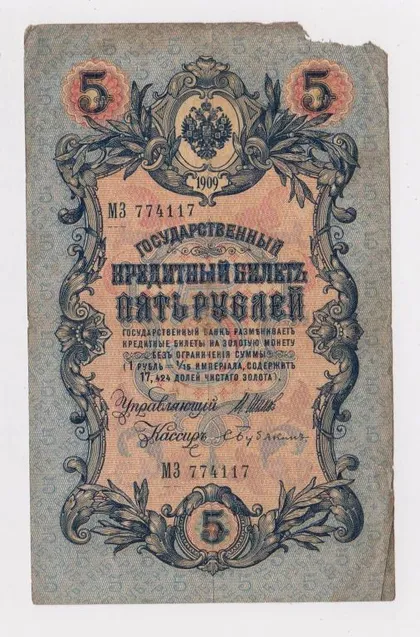 5 5
1909
МЗ 774117
ГОСУДАРСТВЕННЫЙ
КРЕДИТНЫЙ БИЛЕТЪ
ПЯТЬ РУБЛЕЙ
ГОСУДАРСТВЕННЫЙ БАНКЪ РАЗМѢНИВАЕТЪ
КРЕДИТНЫЕ БИЛЕТЫ НА ЗОЛОТУЮ МОНЕТУ
БЕЗЪ ОГРАНИЧЕНІЯ СУММЫ
(1 РУБЛЬ = 1/15 ИМПЕРІАЛА, СОДЕРЖИТЪ
17,424 ДОЛЕЙ ЧИСТАГО ЗОЛОТА).
Управляющій
Кассиръ
МЗ 774117
5